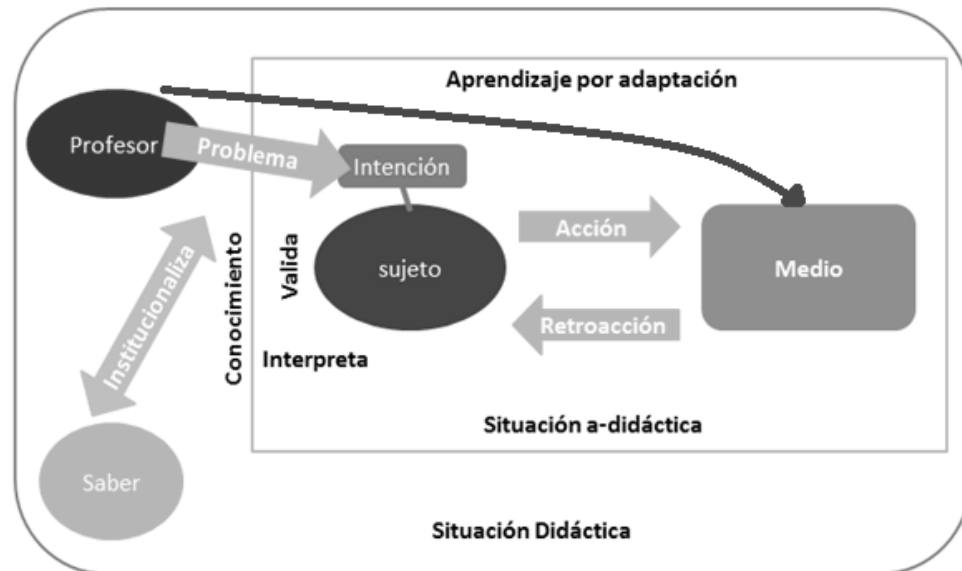 Aprendizaje por adaptación
Profesor
Problema
Intención
Acción
sujeto
Medio
Valida
Conocimiento
Retroacción
Institucionaliza
Interpreta
Situación a-didáctica
Saber
Situación Didáctica